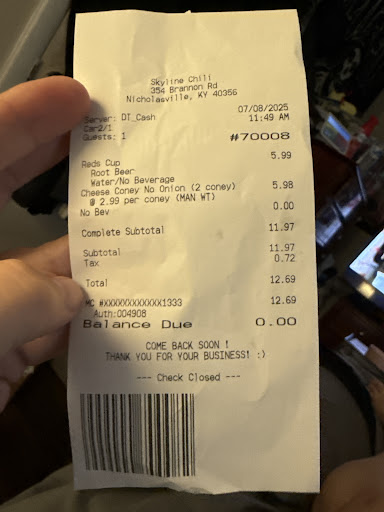 Skyline Chili
354 Brannon Rd
Nicholasville, KY 40356
Server: DT_Cash 07/08/2025
Car2/1 11:49 AM
Guests: 1 #70008
Reds Cup 5.99
Root Beer
Water/No Beverage
Cheese Coney No Onion (2 coney) 5.98
@ 2.99 per coney (MAN WT)
No Bev 0.00
Complete Subtotal 11.97
Subtotal 11.97
Tax 0.72
Total 12.69
MC #XXXXXXXXXXXX1333 12.69
Auth:004908
Balance Due 0.00
COME BACK SOON !
THANK YOU FOR YOUR BUSINESS! :)
--- Check Closed ---